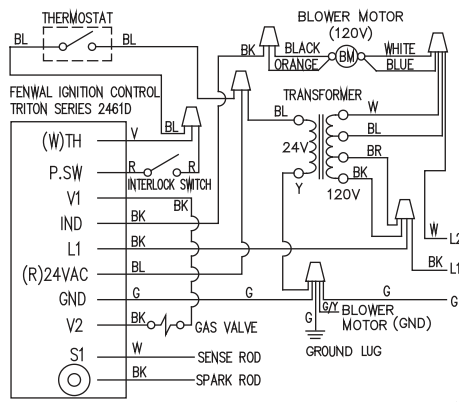 THERMOSTAT
BLOWER MOTOR
(120V)
BL
BL
BK
BLACK
ORANGE
BM
WHITE
BLUE
FENWAL IGNITION CONTROL
TRITON SERIES 2461D
TRANSFORMER
BL
W
BL
24V
BR
BK
Y
120V
(W)TH
V
BL
P.SW
R
R
INTERLOCK SWITCH
V1
BK
IND
BK
L1
BK
W
L2
BK
L1
(R)24VAC
BL
GND
G
G
G
G
G/Y
BLOWER
MOTOR (GND)
G
GROUND LUG
V2
BK
GAS VALVE
S1
W
SENSE ROD
BK
SPARK ROD